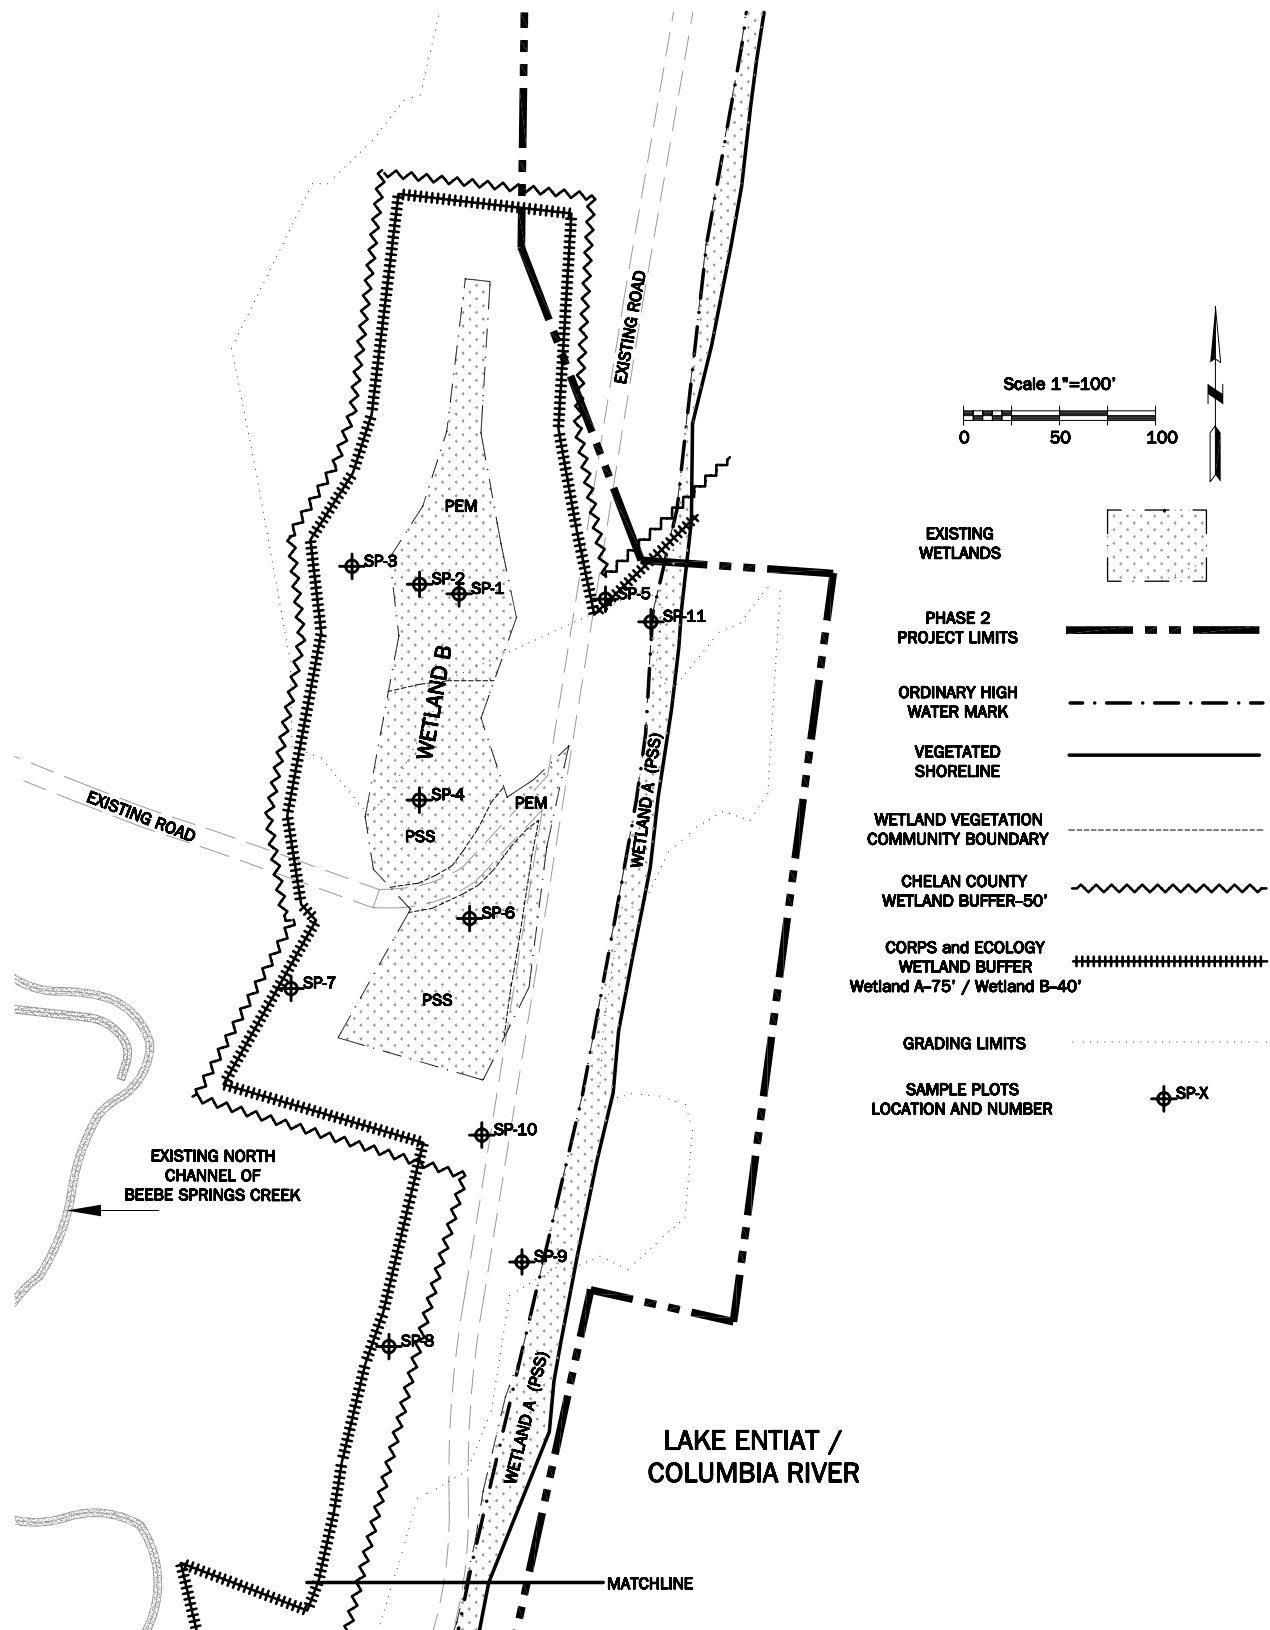 EXISTING ROAD
Scale 1"=100'
0 50 100
N
PEM
SP-3
SP-2
SP-1
SP-5
SP-11
WETLAND B
EXISTING ROAD
SP-4
PSS
PEM
WETLAND A (PSS)
SP-6
SP-7
PSS
SP-10
EXISTING NORTH
CHANNEL OF
BEEBE SPRINGS CREEK
SP-9
SP-8
WETLAND A (PSS)
LAKE ENTIAT /
COLUMBIA RIVER
MATCHLINE
EXISTING
WETLANDS
PHASE 2
PROJECT LIMITS
ORDINARY HIGH
WATER MARK
VEGETATED
SHORELINE
WETLAND VEGETATION
COMMUNITY BOUNDARY
CHELAN COUNTY
WETLAND BUFFER-50'
CORPS and ECOLOGY
WETLAND BUFFER
Wetland A-75' / Wetland B-40'
GRADING LIMITS
SAMPLE PLOTS
LOCATION AND NUMBER
SP-X